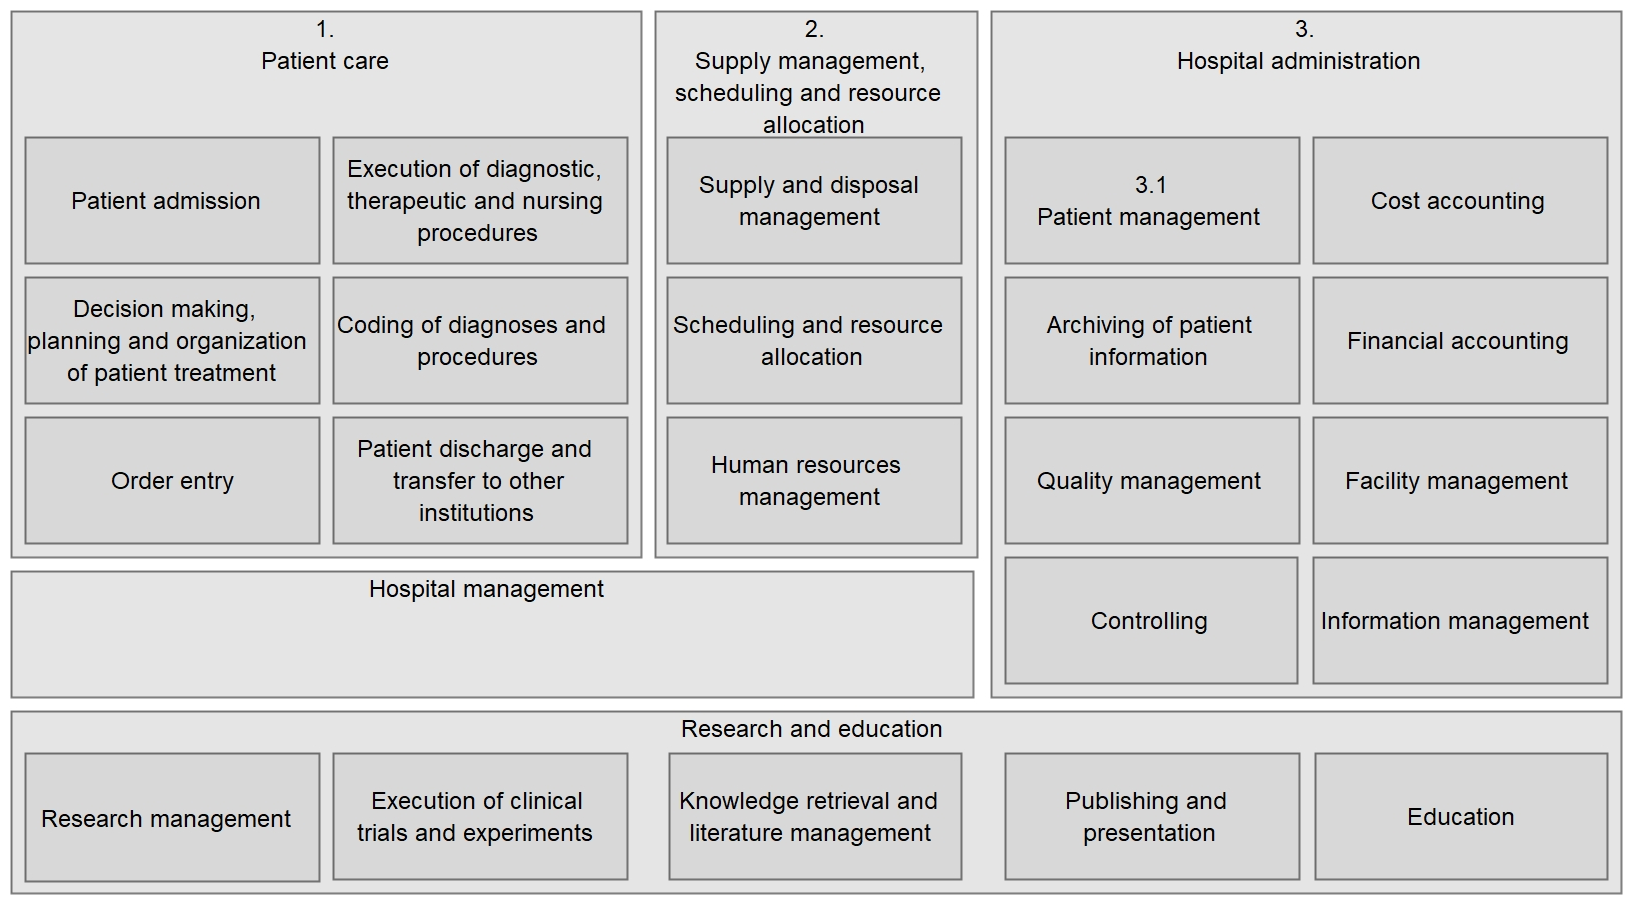 1.
Patient care
Patient admission
Execution of diagnostic,
therapeutic and nursing
procedures
Decision making,
planning and organization
of patient treatment
Coding of diagnoses and
procedures
Order entry
Patient discharge and
transfer to other
institutions
2.
Supply management,
scheduling and resource
allocation
Supply and disposal
management
Scheduling and resource
allocation
Human resources
management
3.
Hospital administration
3.1
Patient management
Cost accounting
Archiving of patient
information
Financial accounting
Quality management
Facility management
Controlling
Information management
Hospital management
Research and education
Research management
Execution of clinical
trials and experiments
Knowledge retrieval and
literature management
Publishing and
presentation
Education